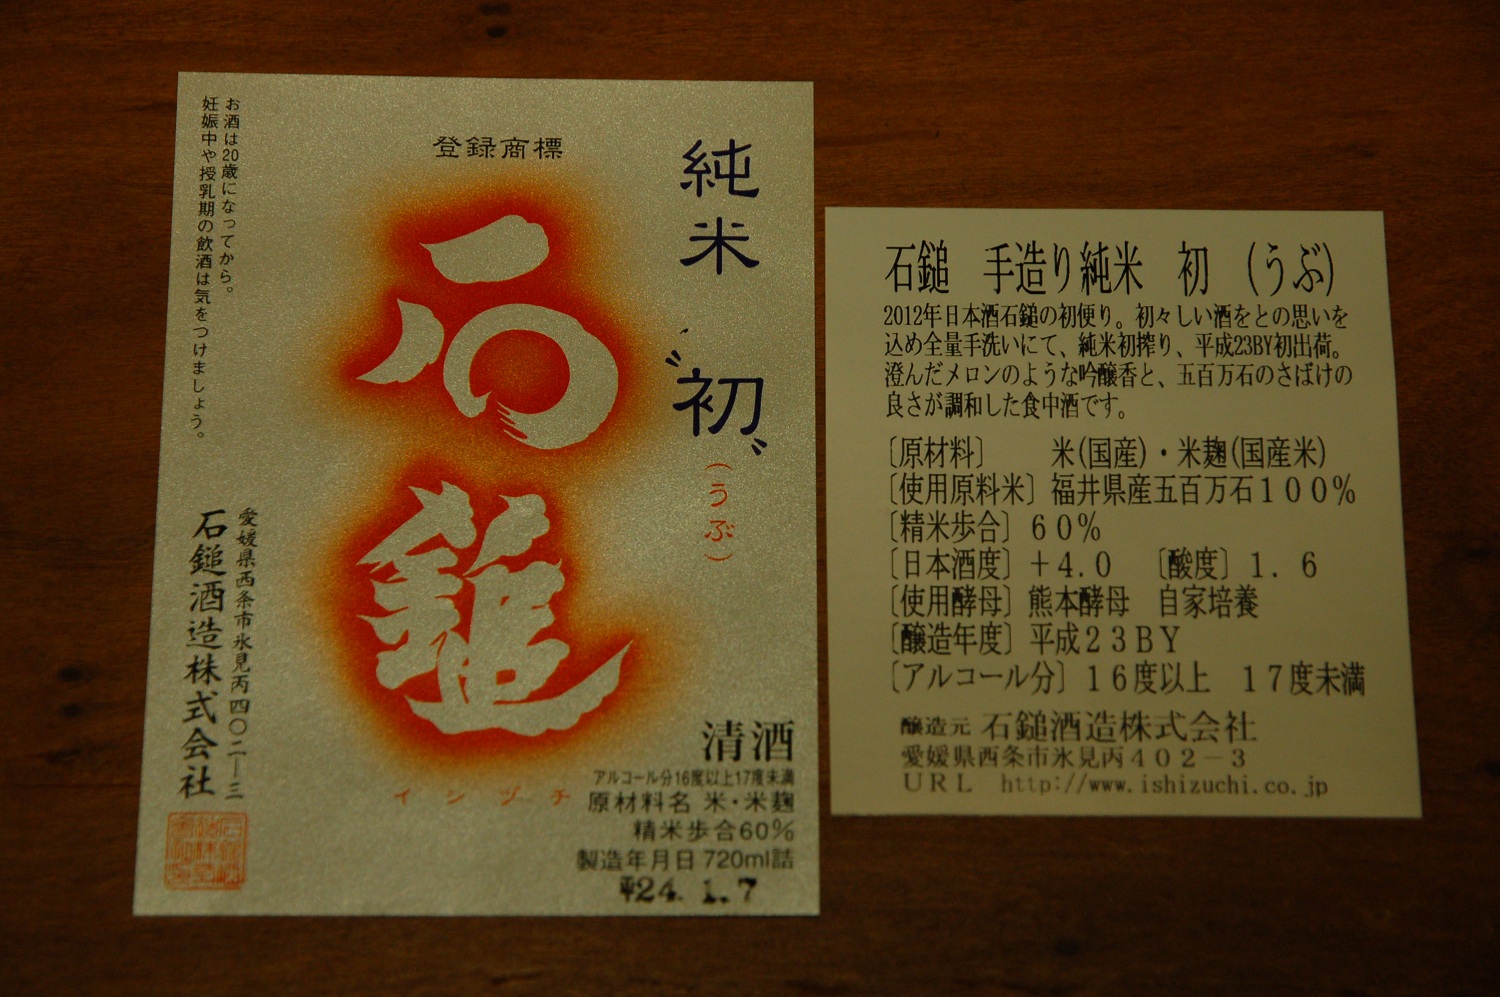 登録商標
純米
〝初〟
（うぶ）
石鎚
イシヅチ
お酒は20歳になってから。
妊娠中や授乳期の飲酒は気をつけましょう。
愛媛県西条市氷見丙四〇二―三
石鎚酒造株式会社
清酒
アルコール分16度以上17度未満
原材料名 米・米麹
精米歩合60%
製造年月日 720ml詰
24. 1. 7
石鎚 手造り純米 初 （うぶ）
2012年日本酒石鎚の初便り。初々しい酒をとの思いを
込め全量手洗いにて、純米初搾り、平成23BY初出荷。
澄んだメロンのような吟醸香と、五百万石のさばけの
良さが調和した食中酒です。
〔原材料〕 米(国産)・米麹(国産米)
〔使用原料米〕福井県産五百万石１００％
〔精米歩合〕６０％
〔日本酒度〕＋４.０ 〔酸度〕１．６
〔使用酵母〕熊本酵母 自家培養
〔醸造年度〕平成２３ＢＹ
〔アルコール分〕１６度以上 １７度未満
醸造元 石鎚酒造株式会社
愛媛県西条市氷見丙４０２－３
ＵＲＬ http://www.ishizuchi.co.jp